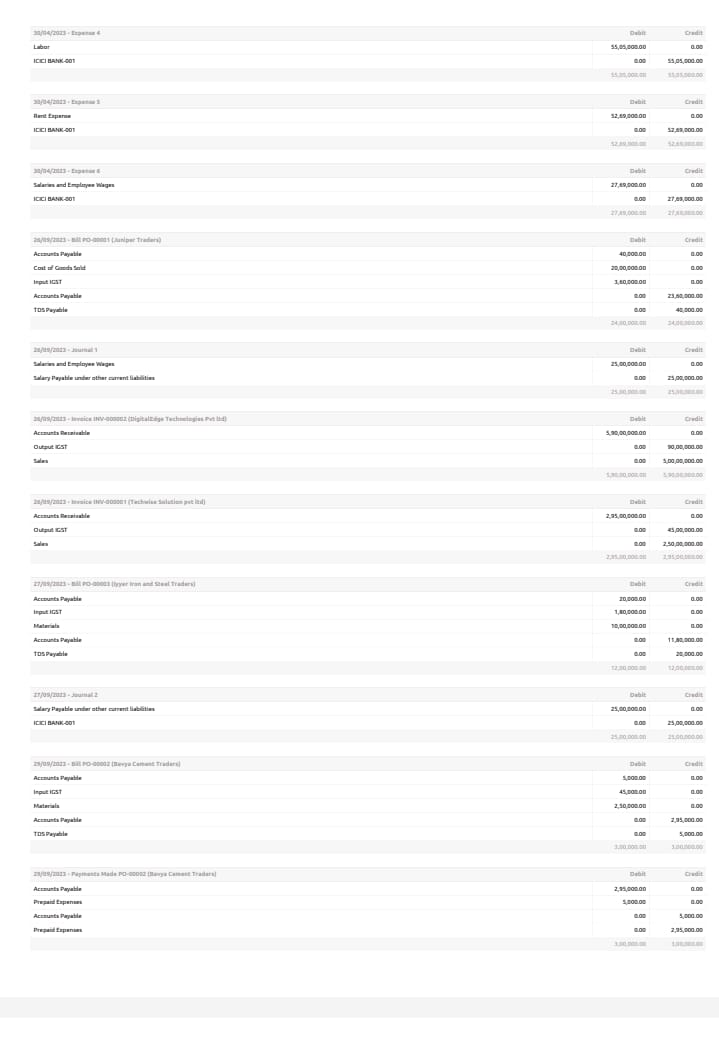 30/04/2023 - Expense 4 Debit Credit
Labor 55,05,000.00 0.00
ICICI BANK-001 0.00 55,05,000.00
55,05,000.00 55,05,000.00
30/04/2023 - Expense 5 Debit Credit
Rent Expense 52,69,000.00 0.00
ICICI BANK-001 0.00 52,69,000.00
52,69,000.00 52,69,000.00
30/04/2023 - Expense 6 Debit Credit
Salaries and Employee Wages 27,69,000.00 0.00
ICICI BANK-001 0.00 27,69,000.00
27,69,000.00 27,69,000.00
26/09/2023 - Bill PO-00001 (Juniper Traders) Debit Credit
Accounts Payable 40,000.00 0.00
Cost of Goods Sold 20,00,000.00 0.00
Input IGST 3,60,000.00 0.00
Accounts Payable 0.00 23,60,000.00
TDS Payable 0.00 40,000.00
24,00,000.00 24,00,000.00
26/09/2023 - Journal 1 Debit Credit
Salaries and Employee Wages 25,00,000.00 0.00
Salary Payable under other current liabilities 0.00 25,00,000.00
25,00,000.00 25,00,000.00
26/09/2023 - Invoice INV-000002 (DigitalEdge Technologies Pvt ltd) Debit Credit
Accounts Receivable 5,90,00,000.00 0.00
Output IGST 0.00 90,00,000.00
Sales 0.00 5,00,00,000.00
5,90,00,000.00 5,90,00,000.00
26/09/2023 - Invoice INV-000001 (Techwise Solution pvt ltd) Debit Credit
Accounts Receivable 2,95,00,000.00 0.00
Output IGST 0.00 45,00,000.00
Sales 0.00 2,50,00,000.00
2,95,00,000.00 2,95,00,000.00
27/09/2023 - Bill PO-00003 (Iyyer Iron and Steel Traders) Debit Credit
Accounts Payable 20,000.00 0.00
Input IGST 1,80,000.00 0.00
Materials 10,00,000.00 0.00
Accounts Payable 0.00 11,80,000.00
TDS Payable 0.00 20,000.00
12,00,000.00 12,00,000.00
27/09/2023 - Journal 2 Debit Credit
Salary Payable under other current liabilities 25,00,000.00 0.00
ICICI BANK-001 0.00 25,00,000.00
25,00,000.00 25,00,000.00
29/09/2023 - Bill PO-00002 (Bavya Cement Traders) Debit Credit
Accounts Payable 5,000.00 0.00
Input IGST 45,000.00 0.00
Materials 2,50,000.00 0.00
Accounts Payable 0.00 2,95,000.00
TDS Payable 0.00 5,000.00
3,00,000.00 3,00,000.00
29/09/2023 - Payments Made PO-00002 (Bavya Cement Traders) Debit Credit
Accounts Payable 2,95,000.00 0.00
Prepaid Expenses 5,000.00 0.00
Accounts Payable 0.00 5,000.00
Prepaid Expenses 0.00 2,95,000.00
3,00,000.00 3,00,000.00